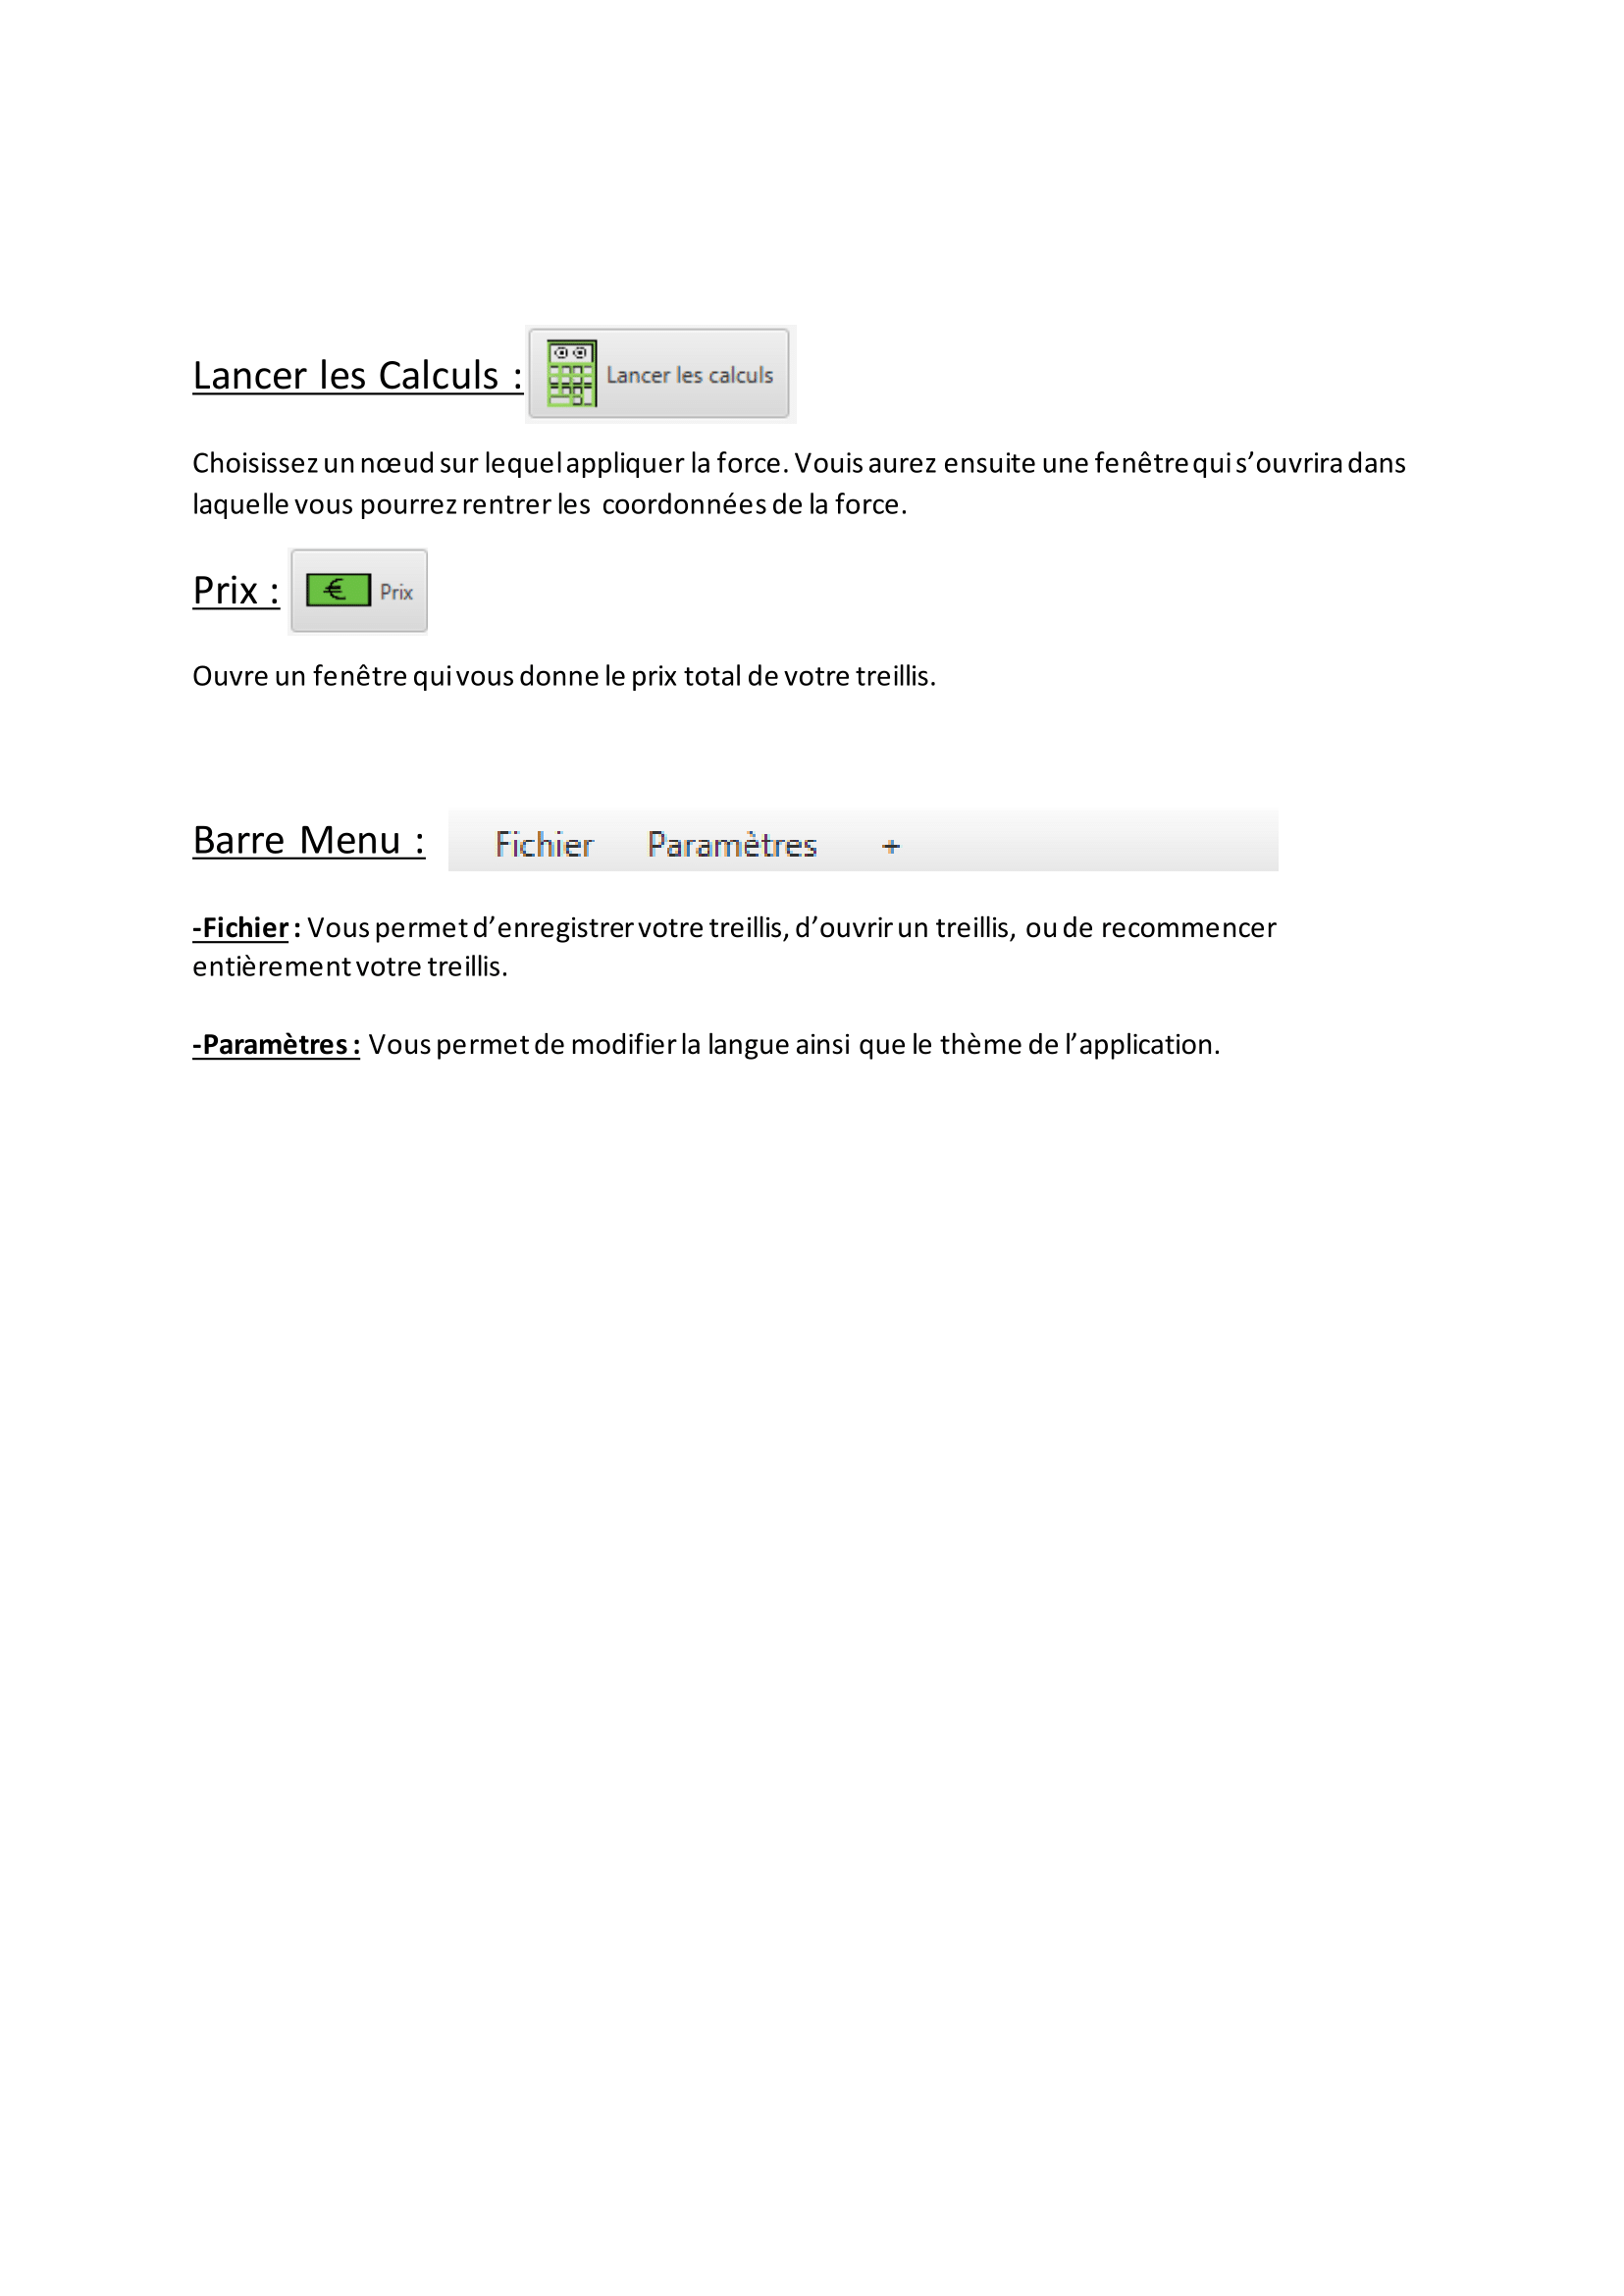 Lancer les Calculs : Lancer les calculs
Choisissez un nœud sur lequel appliquer la force. Vouis aurez ensuite une fenêtre qui s’ouvrira dans
laquelle vous pourrez rentrer les coordonnées de la force.
Prix : € Prix
Ouvre un fenêtre qui vous donne le prix total de votre treillis.
Barre Menu : Fichier Paramètres +
-Fichier : Vous permet d’enregistrer votre treillis, d’ouvrir un treillis, ou de recommencer
entièrement votre treillis.
-Paramètres : Vous permet de modifier la langue ainsi que le thème de l’application.